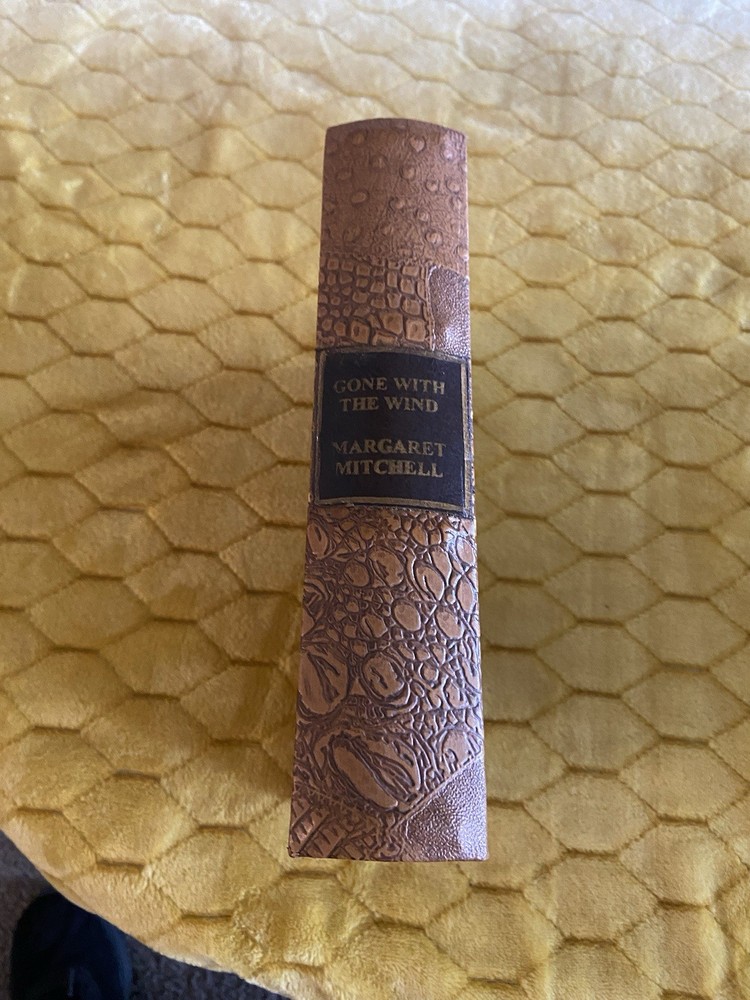 GONE WITH
THE WIND
MARGARET
MITCHELL